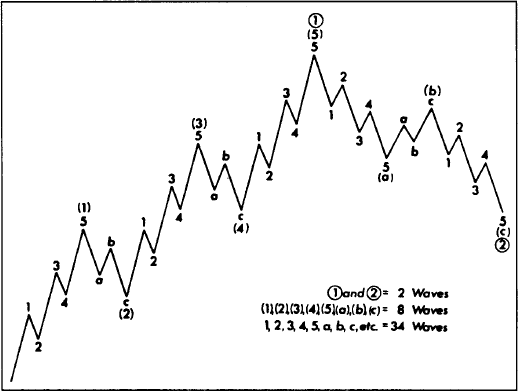 ①
(5)
5
(b)
c
2
3
4
a
(3)
5
4
b
2
1
3
b
1
5
(a)
1
4
(1)
5
3
2
a
2
3
4
c
(4)
5
(c)
②
b
1
4
3
a
2
1
4
c
(2)
2
① and ② = 2 Waves
(1),(2),(3),(4),(5),(a),(b),(c) = 8 Waves
1, 2, 3, 4, 5, a, b, c, etc. = 34 Waves